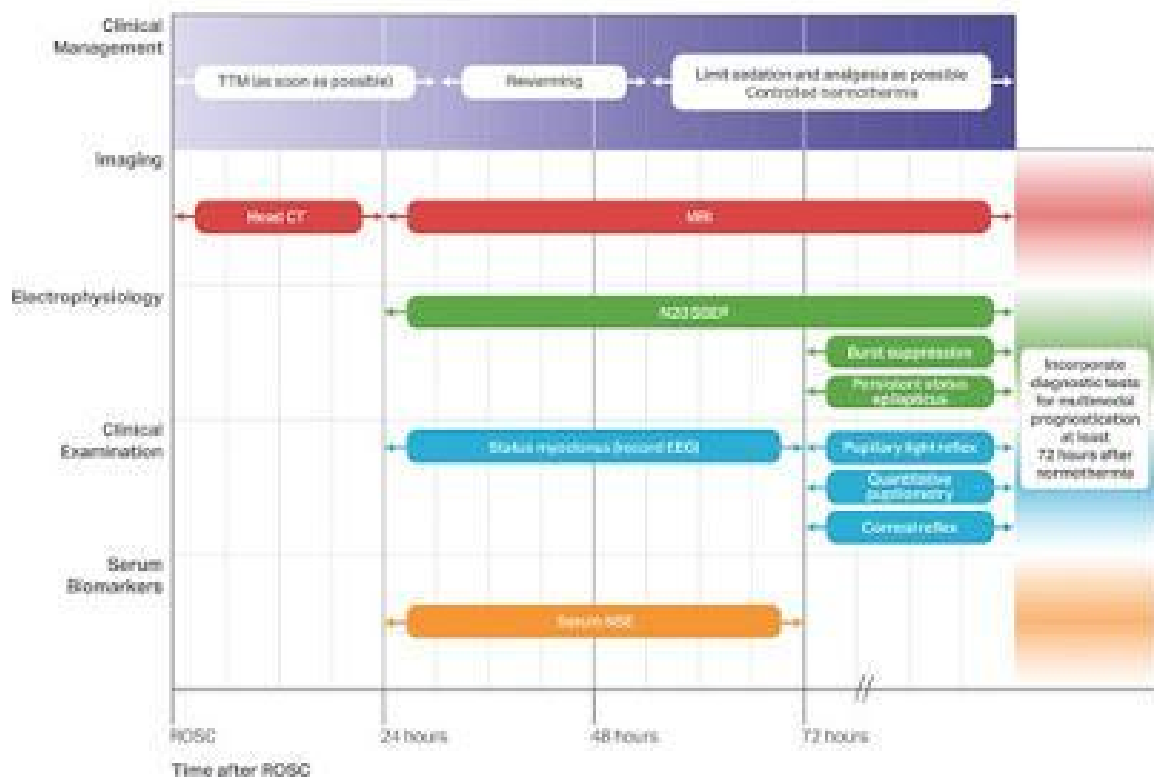 Clinical
Management
TTM (as soon as possible)
Rewarming
Limit sedation and analgesia as possible
Controlled normothermia
Imaging
Head CT
MRI
Electrophysiology
N20 SSEP
Burst suppression
Persistent status
epilepticus
Clinical
Examination
Status myoclonus (record EEG)
Pupillary light reflex
Quantitative
pupillometry
Corneal reflex
Incorporate
diagnostic tests
for multimodal
prognostication
at least
72 hours after
normothermia
Serum
Biomarkers
Serum NSE
ROSC
24 hours
48 hours
72 hours
Time after ROSC